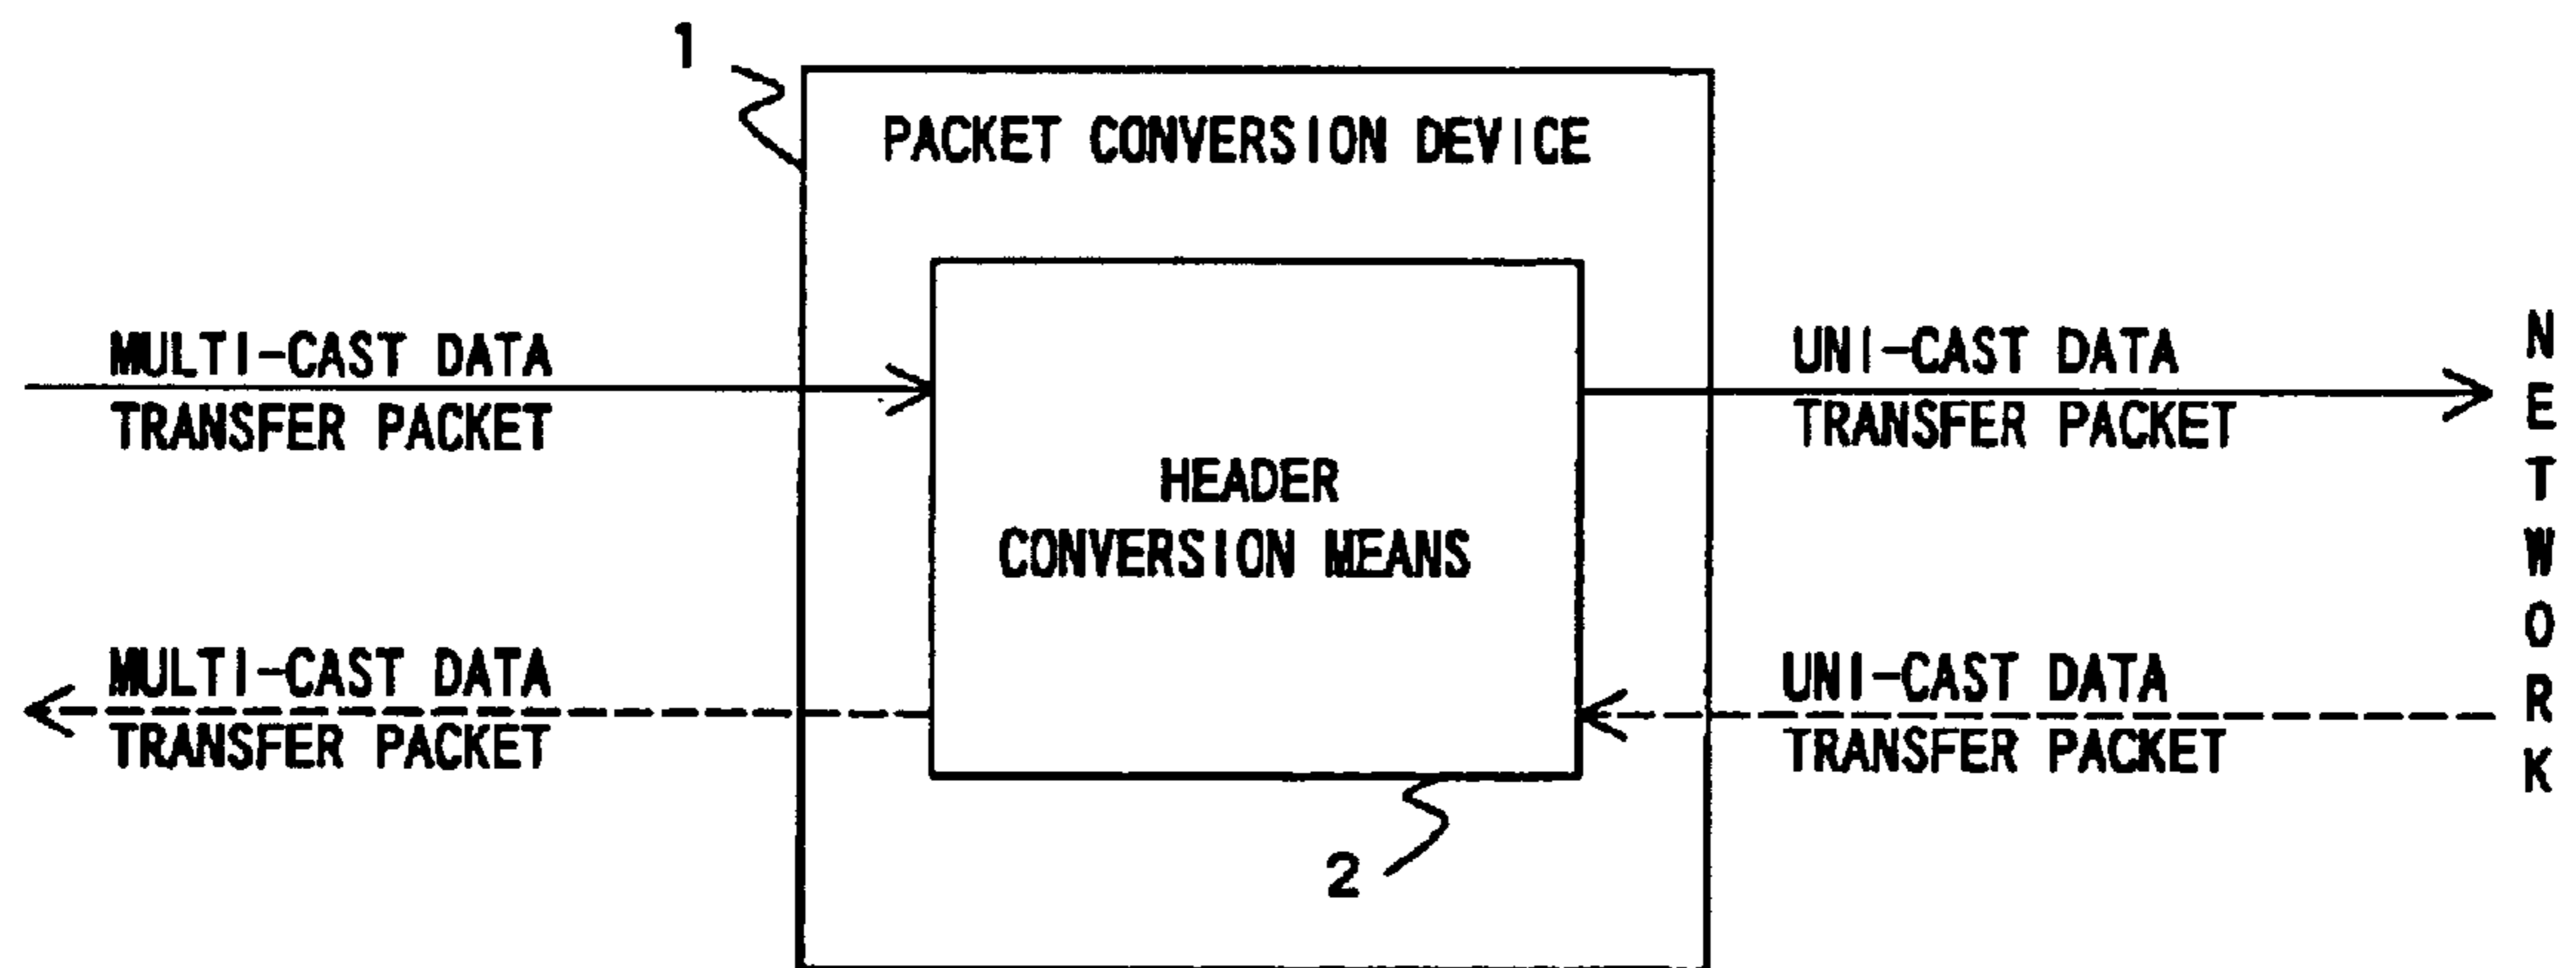 1
PACKET CONVERSION DEVICE
MULTI-CAST DATA
TRANSFER PACKET
UNI-CAST DATA
TRANSFER PACKET
HEADER
CONVERSION MEANS
MULTI-CAST DATA
TRANSFER PACKET
UNI-CAST DATA
TRANSFER PACKET
NETWORK
2